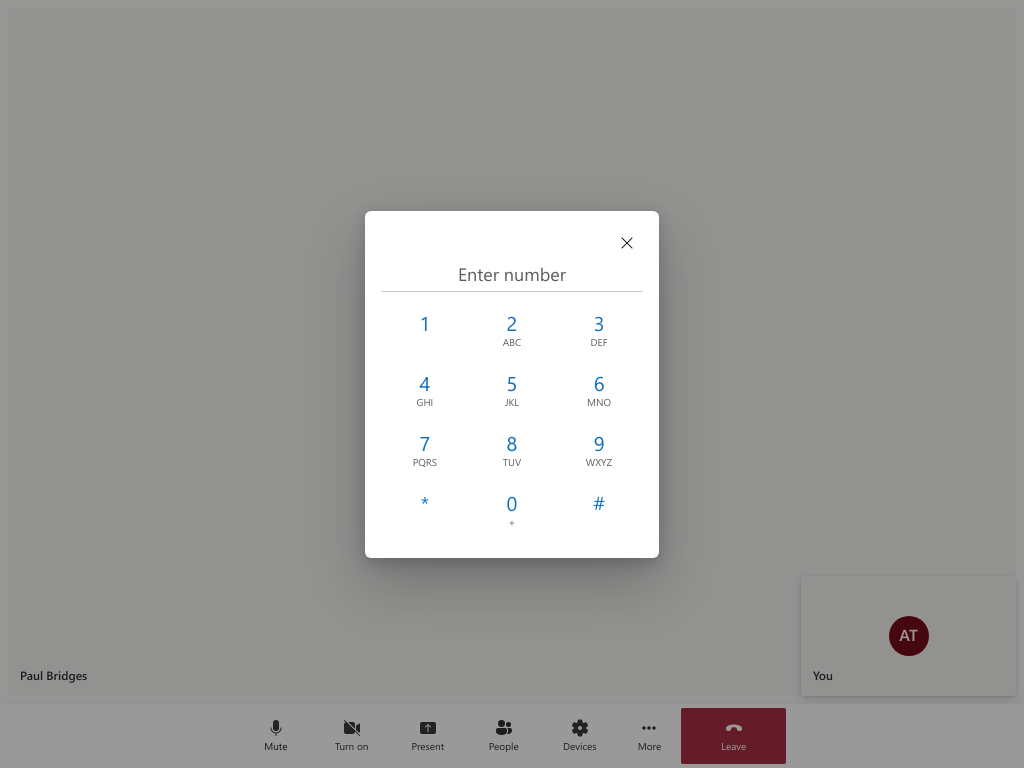 Enter number
1 2 3
ABC DEF
4 5 6
GHI JKL MNO
7 8 9
PQRS TUV WXYZ
* 0 #
+
AT
Paul Bridges
You
Mute Turn on Present People Devices More Leave